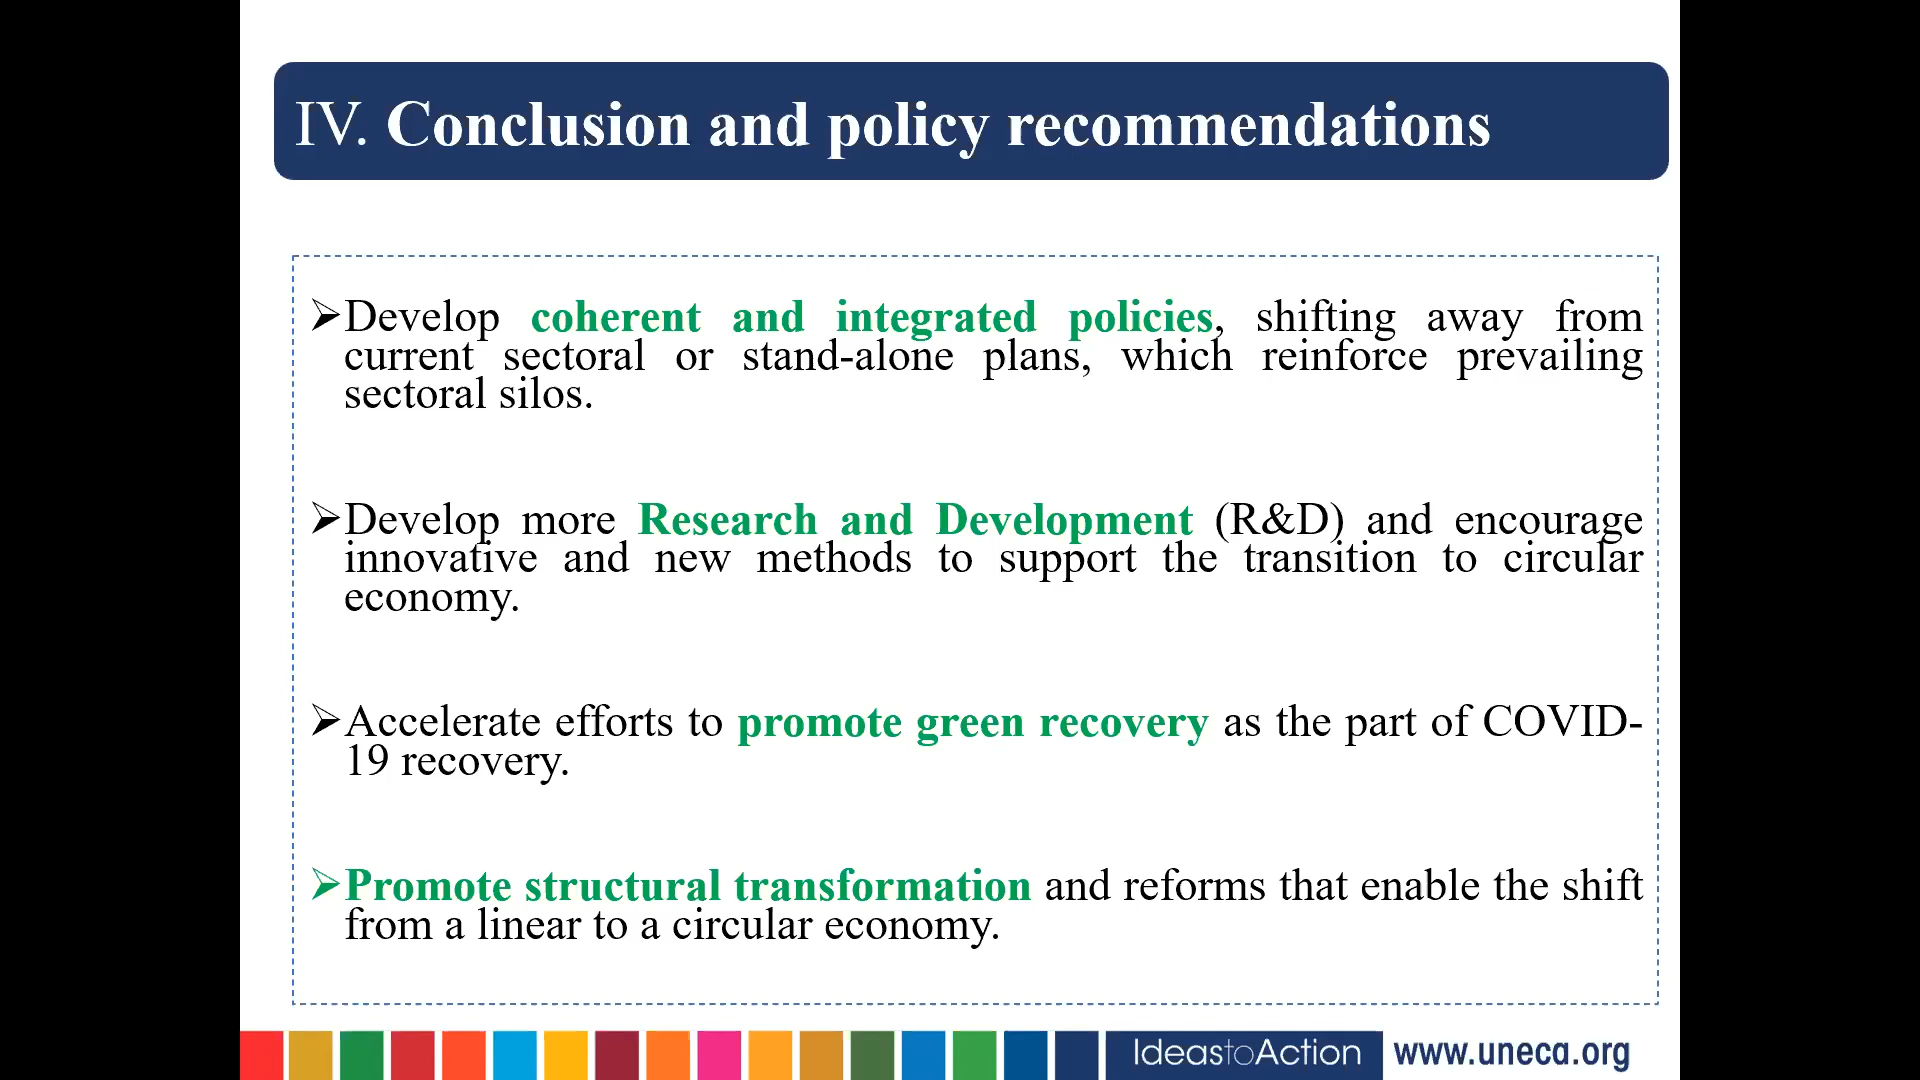 IV. Conclusion and policy recommendations
➢Develop coherent and integrated policies, shifting away from
current sectoral or stand-alone plans, which reinforce prevailing
sectoral silos.
➢Develop more Research and Development (R&D) and encourage
innovative and new methods to support the transition to circular
economy.
➢Accelerate efforts to promote green recovery as the part of COVID-
19 recovery.
➢Promote structural transformation and reforms that enable the shift
from a linear to a circular economy.
IdeastoAction www.uneca.org